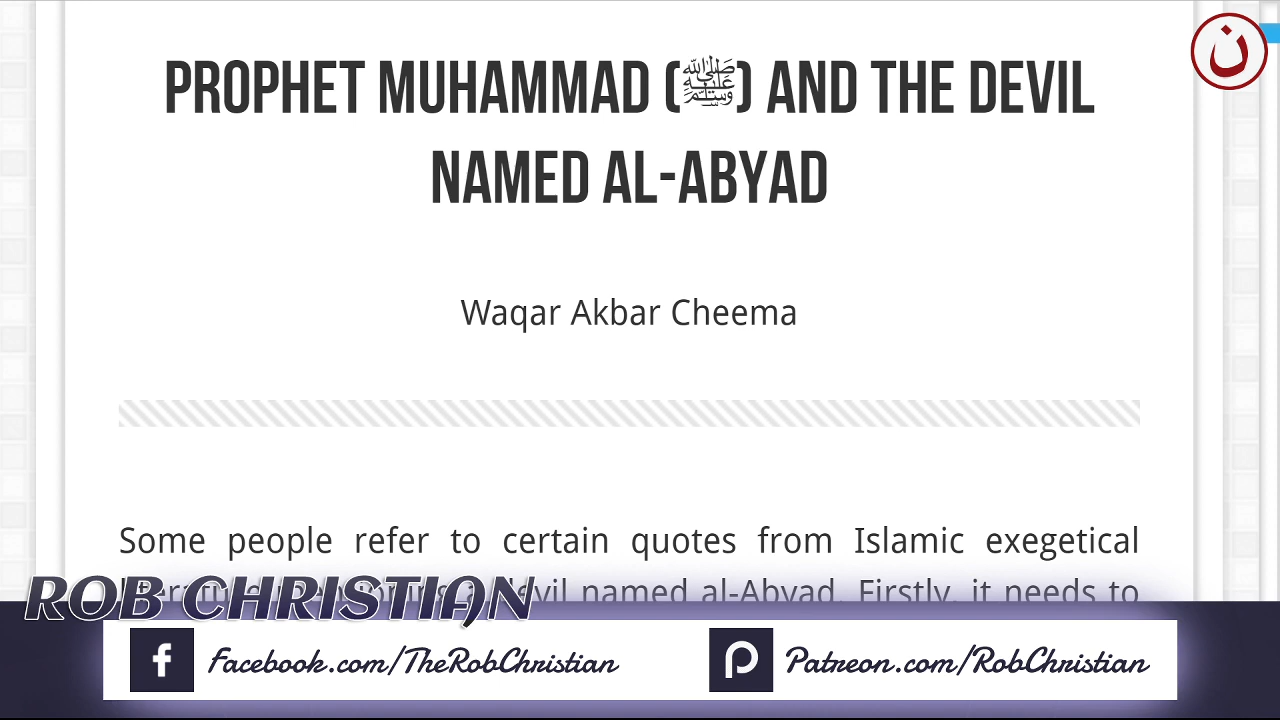 ن
PROPHET MUHAMMAD (ﷺ) AND THE DEVIL
NAMED AL-ABYAD
Waqar Akbar Cheema
Some people refer to certain quotes from Islamic exegetical
devil named al-Abyad. Firstly, it needs to
ROB CHRISTIAN
Facebook.com/TheRobChristian
Patreon.com/RobChristian